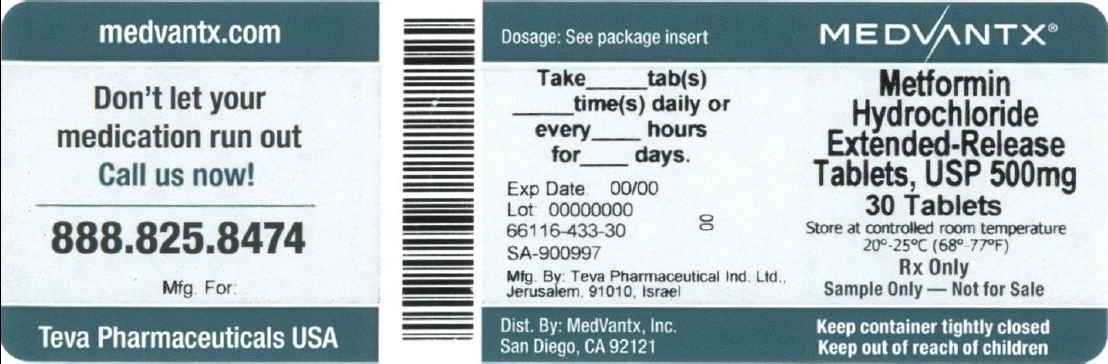 medvantx.com
Don't let your
medication run out
Call us now!
888.825.8474
Mfg. For:
Teva Pharmaceuticals USA
Dosage: See package insert
Take_____tab(s)
_____time(s) daily or
every____ hours
for____ days.
Exp Date: 00/00
Lot: 00000000
66116-433-30
00
SA-900997
Mfg. By: Teva Pharmaceutical Ind. Ltd.,
Jerusalem, 91010, Israel
Dist. By: MedVantx, Inc.
San Diego, CA 92121
MEDVANTX®
Metformin
Hydrochloride
Extended-Release
Tablets, USP 500mg
30 Tablets
Store at controlled room temperature
20°-25°C (68°-77°F)
Rx Only
Sample Only — Not for Sale
Keep container tightly closed
Keep out of reach of children